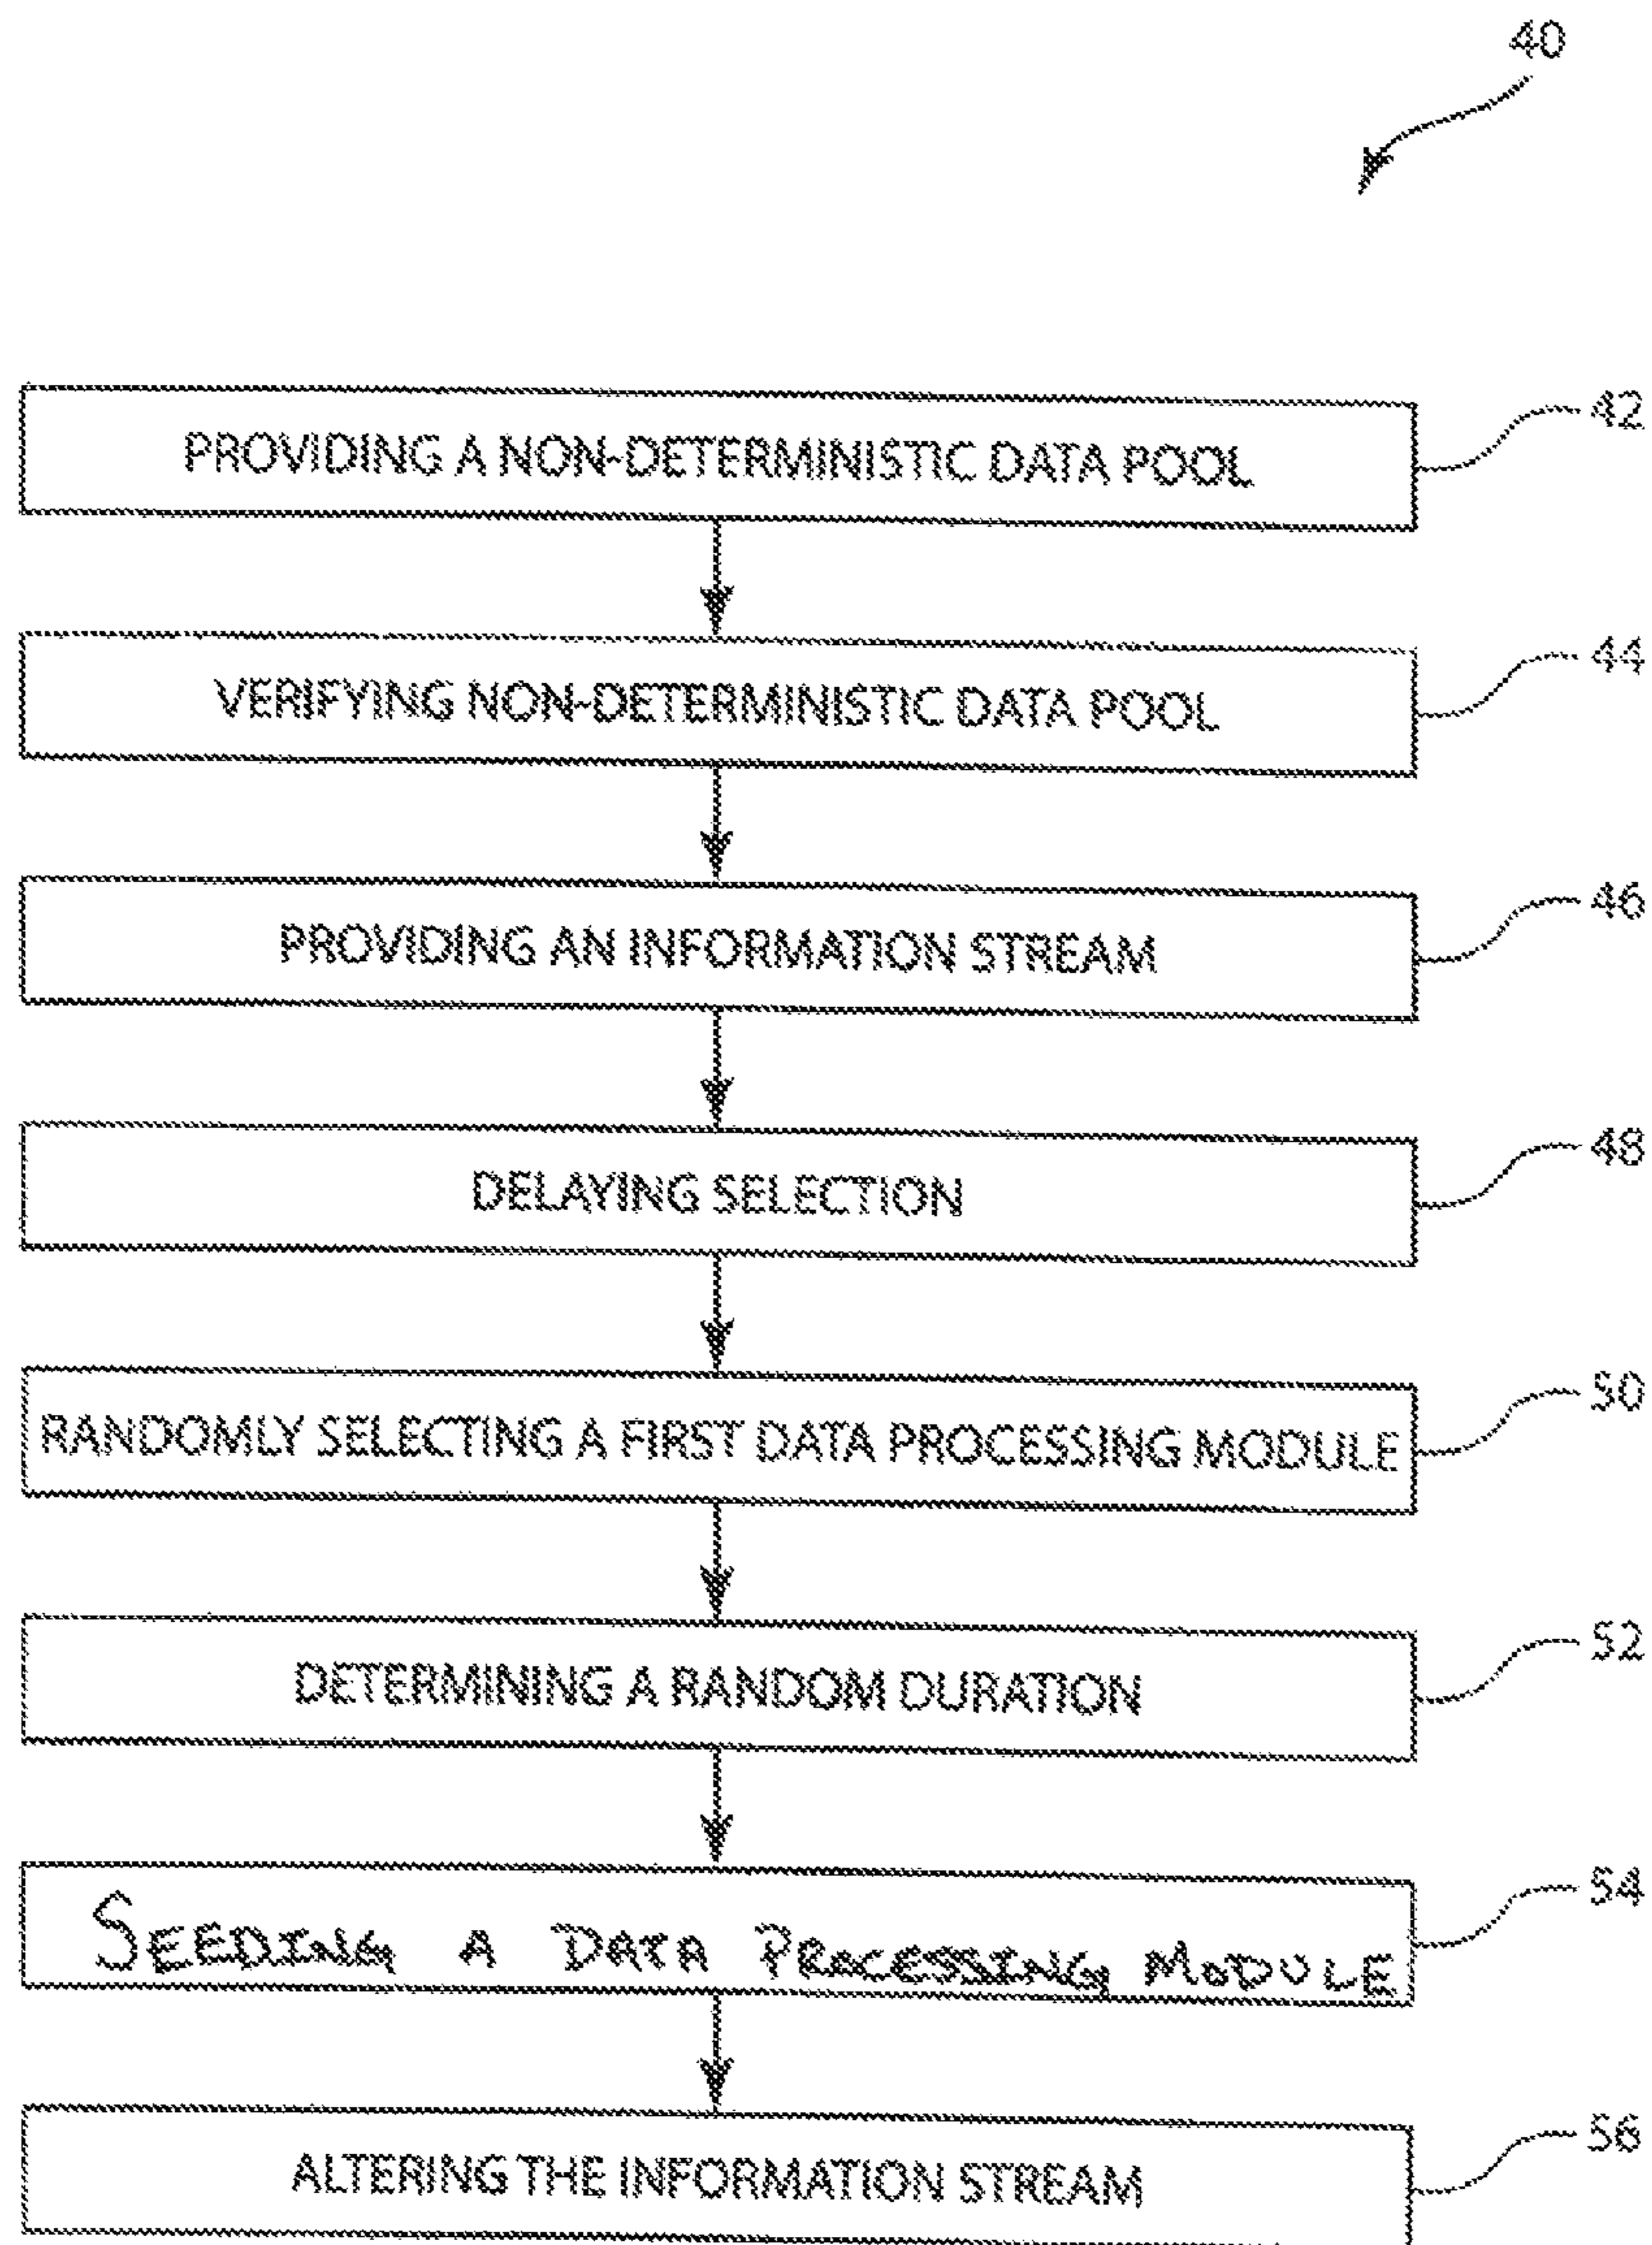 40
PROVIDING A NON-DETERMINISTIC DATA POOL
42
VERIFYING NON-DETERMINISTIC DATA POOL
44
PROVIDING AN INFORMATION STREAM
46
DELAYING SELECTION
48
RANDOMLY SELECTING A FIRST DATA PROCESSING MODULE
50
DETERMINING A RANDOM DURATION
52
SEEDING A DATA PROCESSING MODULE
54
ALTERING THE INFORMATION STREAM
56